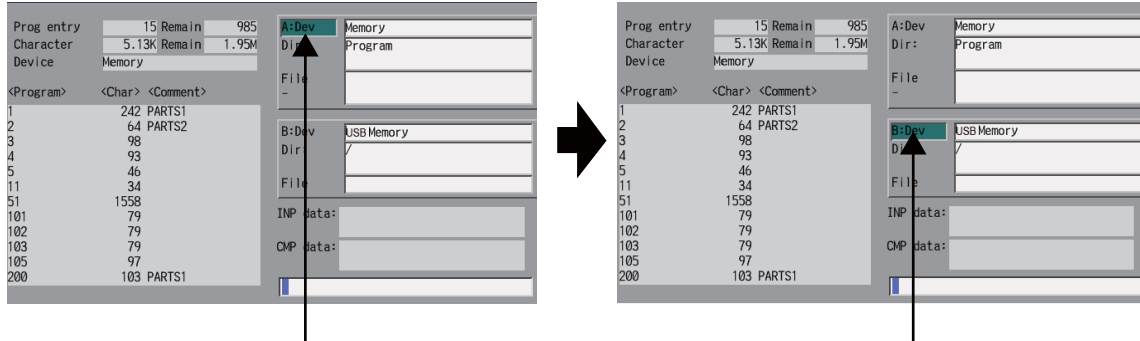 Prog entry 15 Remain 985
Character 5.13K Remain 1.95M
Device Memory
<Program> <Char> <Comment>
1 242 PARTS1
2 64 PARTS2
3 98
4 93
5 46
11 34
51 1558
101 79
102 79
103 79
105 97
200 103 PARTS1
A:Dev Memory
Dir: Program
File
-
B:Dev USB Memory
Dir: /
File
INP data:
CMP data:
Prog entry 15 Remain 985
Character 5.13K Remain 1.95M
Device Memory
<Program> <Char> <Comment>
1 242 PARTS1
2 64 PARTS2
3 98
4 93
5 46
11 34
51 1558
101 79
102 79
103 79
105 97
200 103 PARTS1
A:Dev Memory
Dir: Program
File
-
B:Dev USB Memory
Dir: /
File
INP data:
CMP data: